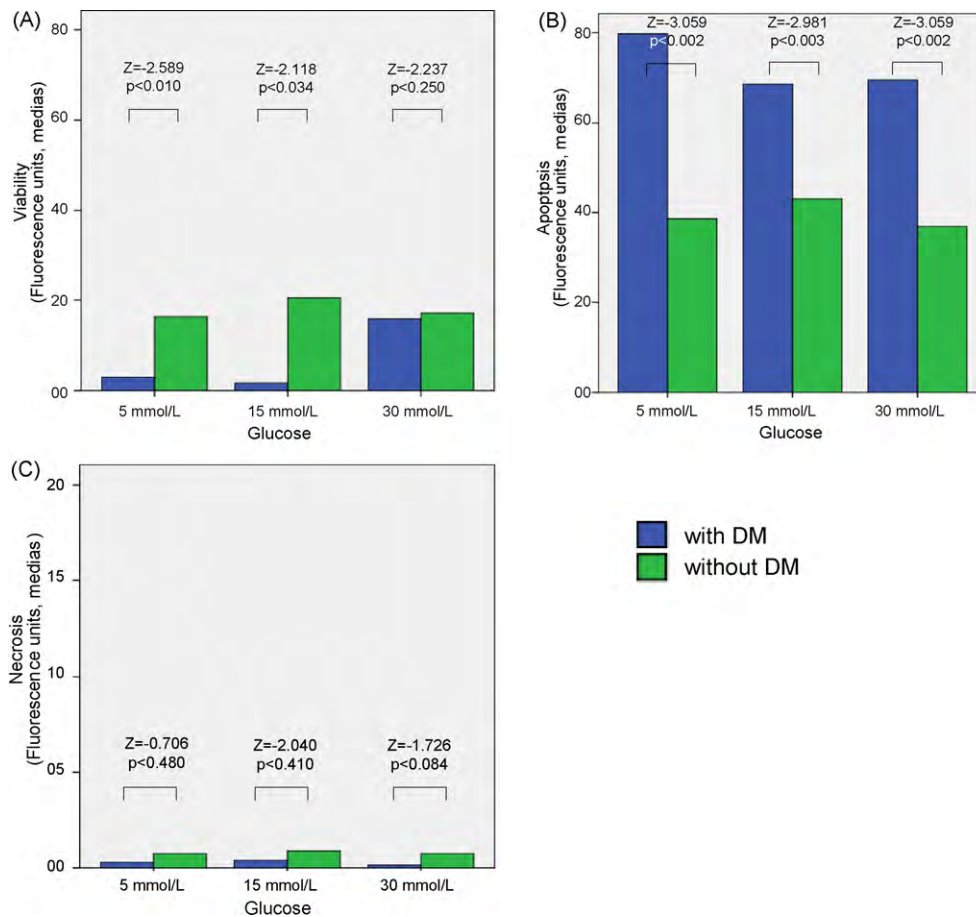 (A)
80
60
40
20
00
Viability
(Fluorescence units, medias)
Z=-2.589
p<0.010
Z=-2.118
p<0.034
Z=-2.237
p<0.250
5 mmol/L
15 mmol/L
30 mmol/L
Glucose
(B)
80
60
40
20
00
Apoptpsis
(Fluorescence units, medias)
Z=-3.059
p<0.002
Z=-2.981
p<0.003
Z=-3.059
p<0.002
5 mmol/L
15 mmol/L
30 mmol/L
Glucose
(C)
20
15
10
05
00
Necrosis
(Fluorescence units, medias)
Z=-0.706
p<0.480
Z=-2.040
p<0.410
Z=-1.726
p<0.084
5 mmol/L
15 mmol/L
30 mmol/L
Glucose
with DM
without DM